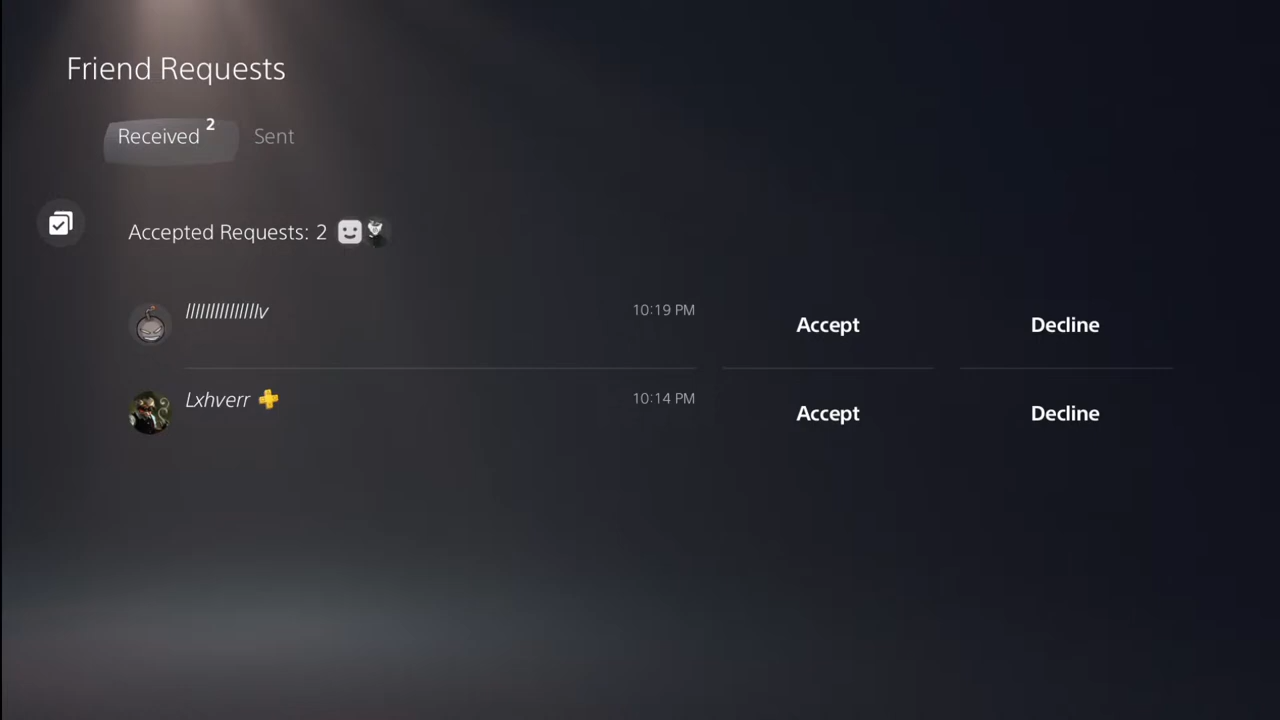 Friend Requests
Received 2
Sent
Accepted Requests: 2
10:19 PM
Accept
Decline
Lxhverr
10:14 PM
Accept
Decline